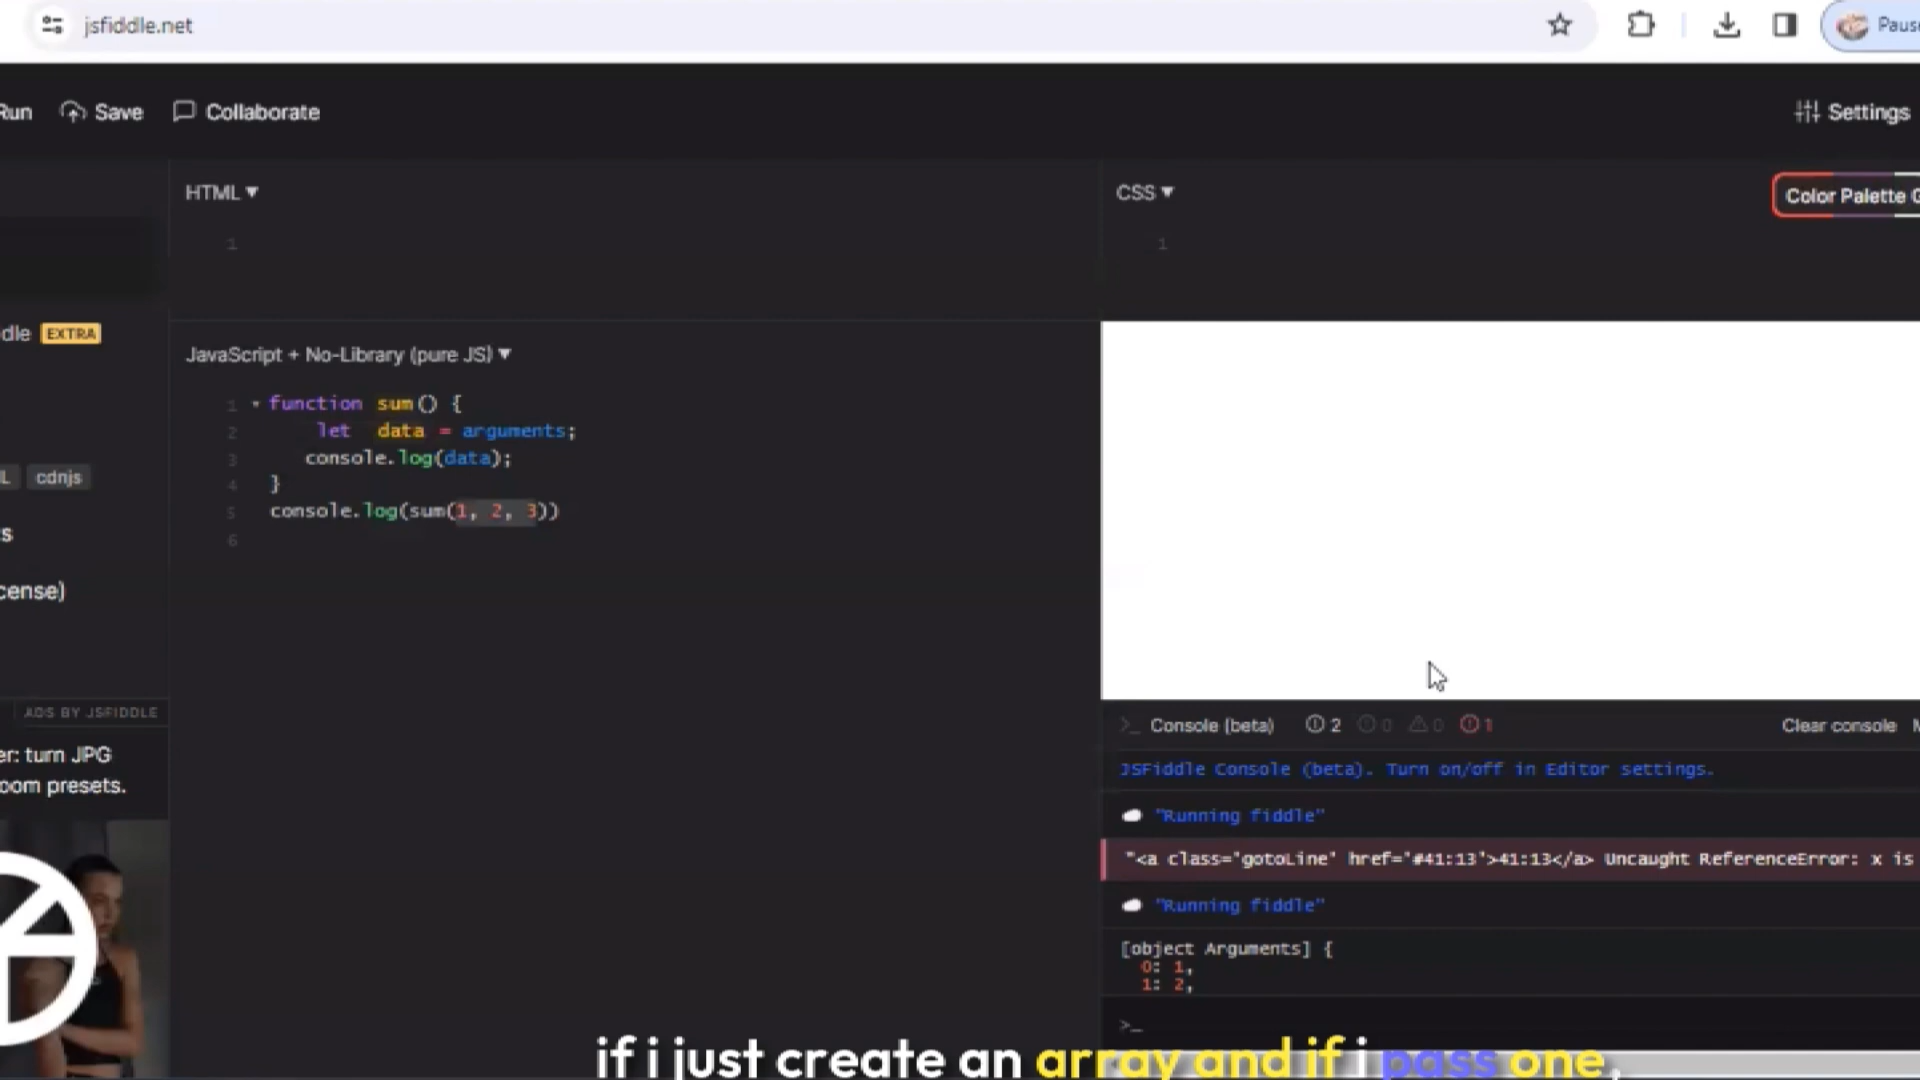 jsfiddle.net
Paus
Run Save Collaborate Settings
HTML
CSS
Color Palette G
1
1
dle EXTRA
JavaScript + No-Library (pure JS)
1 function sum() {
2 let data = arguments;
3 console.log(data);
4 }
5 console.log(sum(1, 2, 3))
6
L cdnjs
s
cense)
ADS BY JSFIDDLE
er: turn JPG
oom presets.
>_ Console (beta) 2 0 0 1 Clear console M
JSFiddle Console (beta). Turn on/off in Editor settings.
"Running fiddle"
"<a class="gotoLine" href="#41:13">41:13</a> Uncaught ReferenceError: x is
"Running fiddle"
[object Arguments] {
0: 1,
1: 2,
>_
if i just create an array and if i pass one,